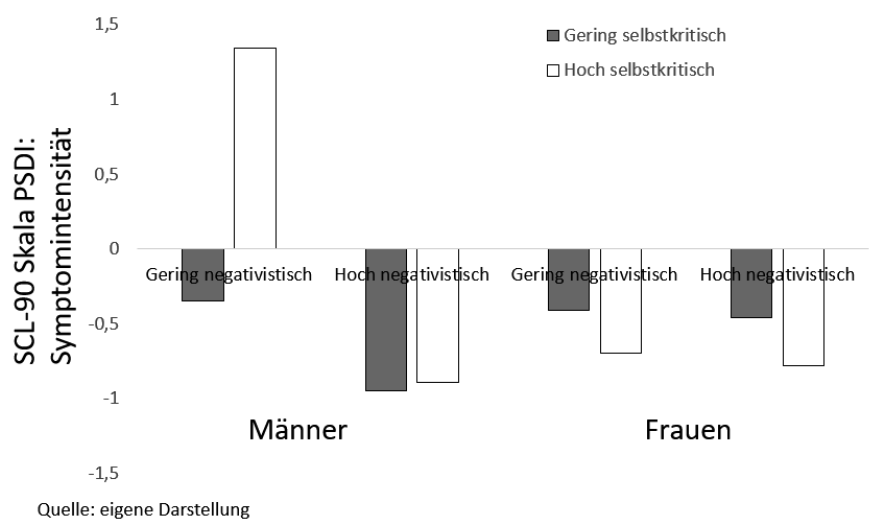 1,5
Gering selbstkritisch
Hoch selbstkritisch
1
0,5
0
-0,5
-1
-1,5
SCL-90 Skala PSDI:
Symptomintensität
Gering negativistisch
Hoch negativistisch
Gering negativistisch
Hoch negativistisch
Männer
Frauen
Quelle: eigene Darstellung